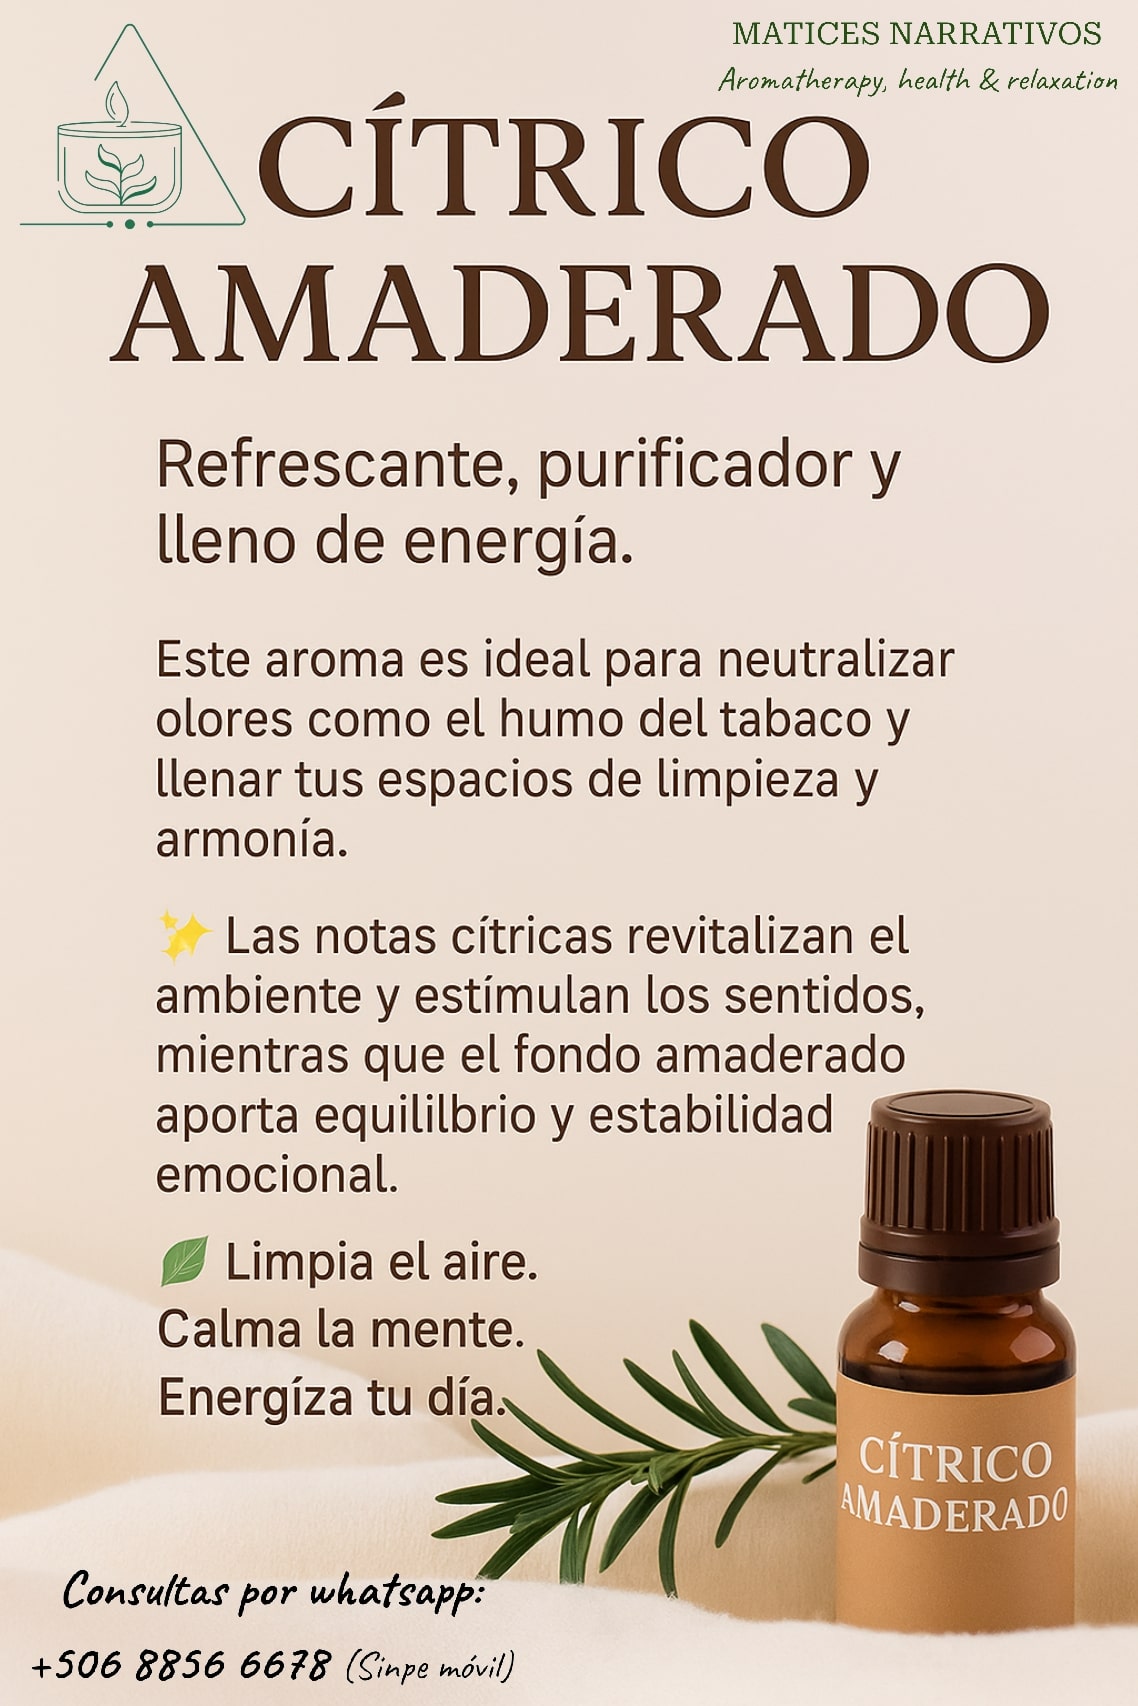 MATICES NARRATIVOS
Aromatherapy, health & relaxation
CÍTRICO
AMADERADO
Refrescante, purificador y
lleno de energía.
Este aroma es ideal para neutralizar
olores como el humo del tabaco y
llenar tus espacios de limpieza y
armonía.
✨ Las notas cítricas revitalizan el
ambiente y estímulan los sentidos,
mientras que el fondo amaderado
aporta equililbrio y estabilidad
emocional.
🍃 Limpia el aire.
Calma la mente.
Energíza tu día.
CÍTRICO
AMADERADO
Consultas por whatsapp:
+506 8856 6678 (Sinpe móvil)